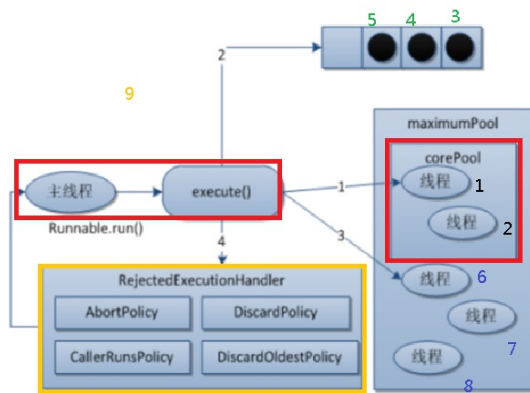 5 4 3
2
9
maximumPool
corePool
主线程
execute()
1
线程 1
线程 2
Runnable.run()
4
3
线程 6
RejectedExecutionHandler
AbortPolicy DiscardPolicy
线程 7
CallerRunsPolicy DiscardOldestPolicy
线程 8